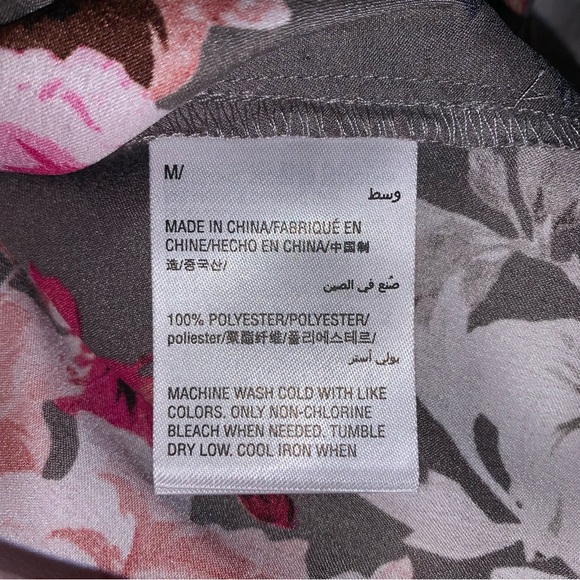 M/
وسط
MADE IN CHINA/FABRIQUÉ EN
CHINE/HECHO EN CHINA/中国制
造/중국산/
صُنع في الصين
100% POLYESTER/POLYESTER/
poliester/聚酯纤维/폴리에스테르/
بولي أستر
MACHINE WASH COLD WITH LIKE
COLORS. ONLY NON-CHLORINE
BLEACH WHEN NEEDED. TUMBLE
DRY LOW. COOL IRON WHEN